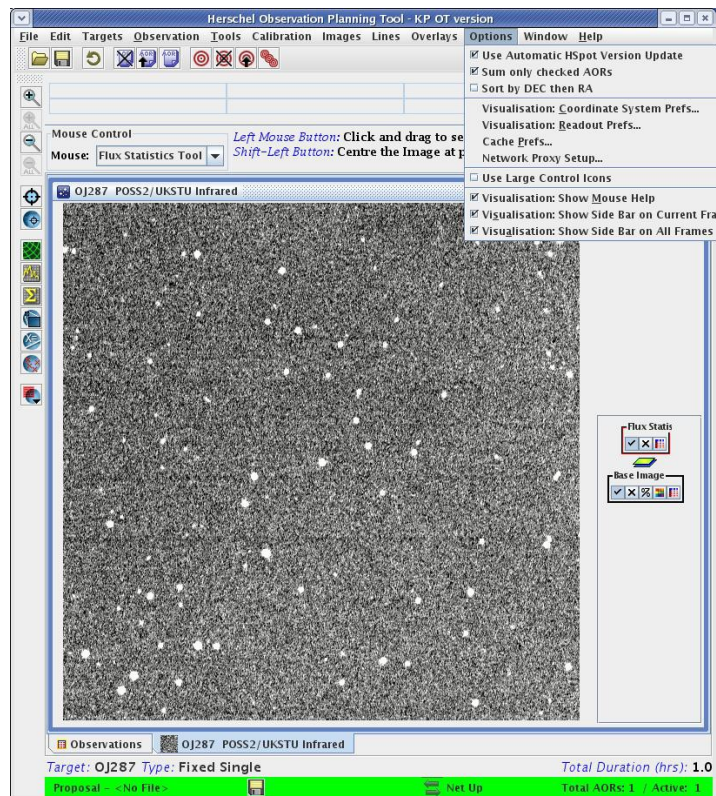 Herschel Observation Planning Tool - KP OT version
File Edit Targets Observation Tools Calibration Images Lines Overlays Options Window Help
Use Automatic HSpot Version Update
Sum only checked AORs
Sort by DEC then RA
Visualisation: Coordinate System Prefs...
Visualisation: Readout Prefs...
Cache Prefs...
Network Proxy Setup...
Use Large Control Icons
Visualisation: Show Mouse Help
Visualisation: Show Side Bar on Current Fra
Visualisation: Show Side Bar on All Frames
Mouse Control
Mouse: Flux Statistics Tool
Left Mouse Button: Click and drag to se
Shift-Left Button: Centre the Image at p
OJ287 POSS2/UKSTU Infrared
Flux Statis
Base Image
Observations
OJ287 POSS2/UKSTU Infrared
Target: OJ287 Type: Fixed Single
Total Duration (hrs): 1.0
Proposal - <No File>
Net Up
Total AORs: 1 / Active: 1